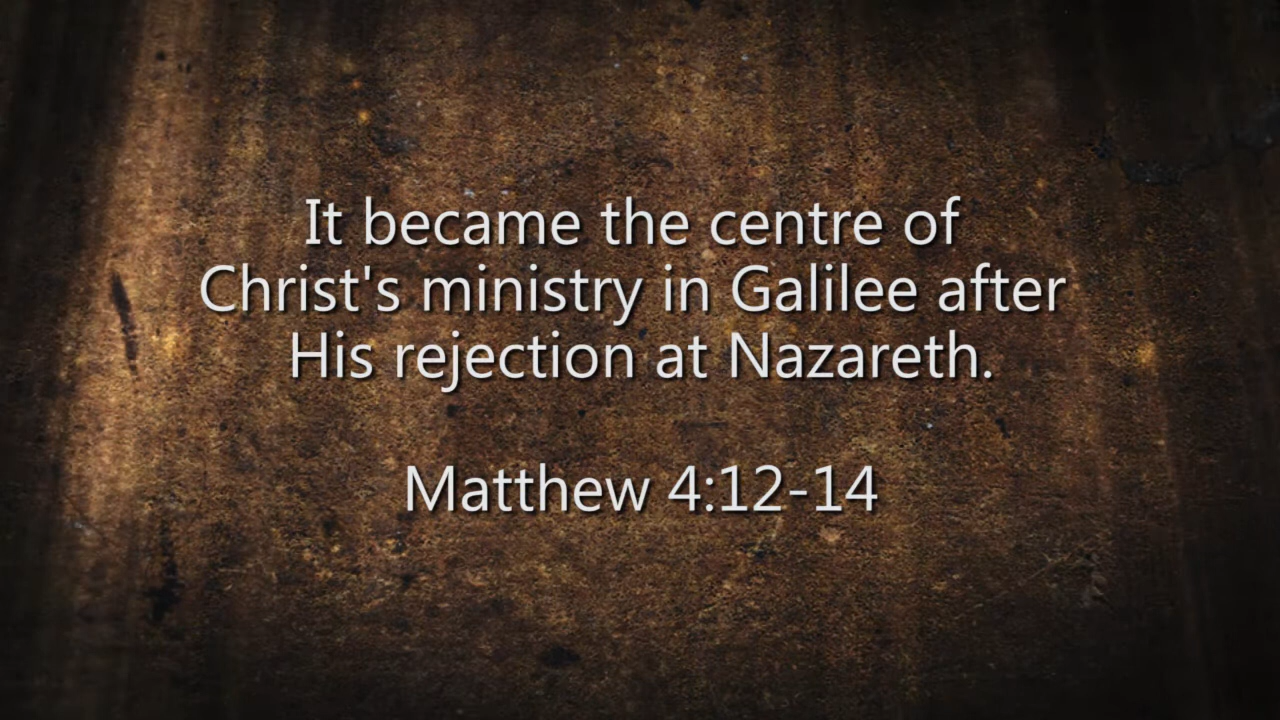 It became the centre of
Christ's ministry in Galilee after
His rejection at Nazareth.
Matthew 4:12-14